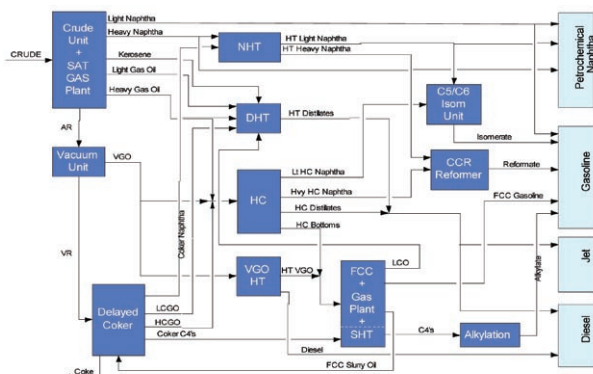 Light Naphtha
Heavy Naphtha
Kerosene
Light Gas Oil
Heavy Gas Oil
CRUDE
Crude
Unit
+
SAT
GAS
Plant
NHT
HT Light Naphtha
HT Heavy Naphtha
Petrochemical
Naphtha
DHT
HT Distilates
C5/C6
Isom
Unit
Isomerate
AR
Vacuum
Unit
VGO
Coker Naphtha
Lt HC Naphtha
HC
Hvy HC Naphtha
HC Distilates
HC Bottoms
CCR
Reformer
Reformate
FCC Gasoline
Gasoline
VR
VGO
HT
HT VGO
LCO
FCC
+
Gas
Plant
+
SHT
Alkylate
Jet
Delayed
Coker
LCGO
HCGO
Coker C4's
C4's
Alkylation
Diesel
Diesel
FCC Sluny Oil
Coke